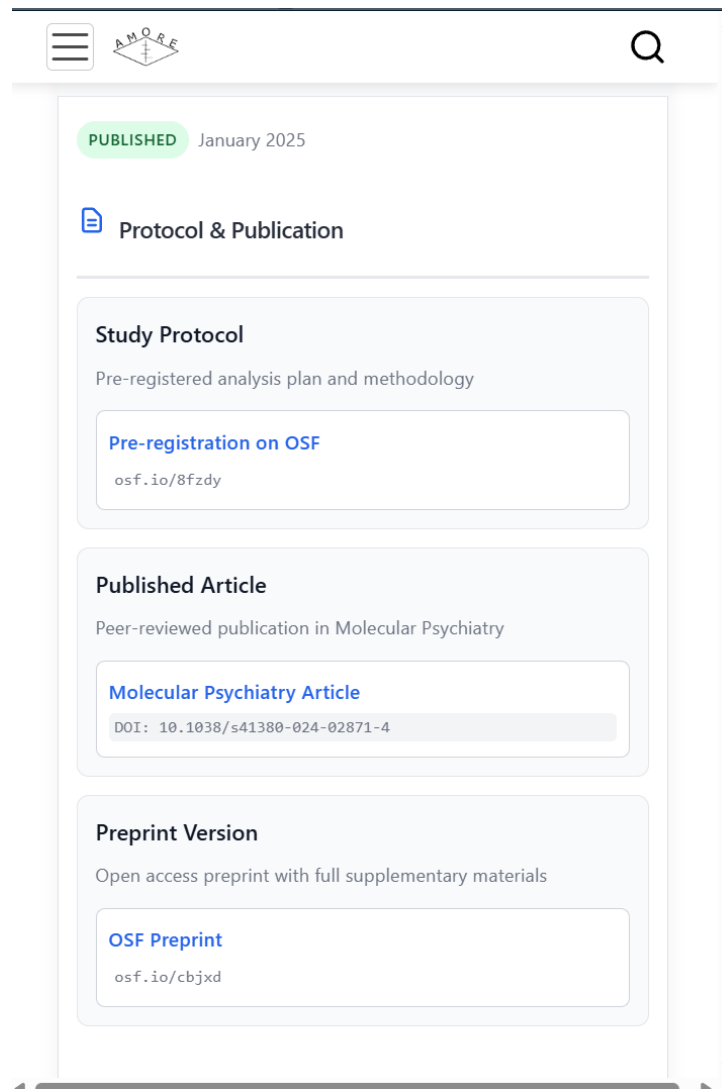 AMORE
PUBLISHED January 2025
Protocol & Publication
Study Protocol
Pre-registered analysis plan and methodology
Pre-registration on OSF
osf.io/8fzdy
Published Article
Peer-reviewed publication in Molecular Psychiatry
Molecular Psychiatry Article
DOI: 10.1038/s41380-024-02871-4
Preprint Version
Open access preprint with full supplementary materials
OSF Preprint
osf.io/cbjxd